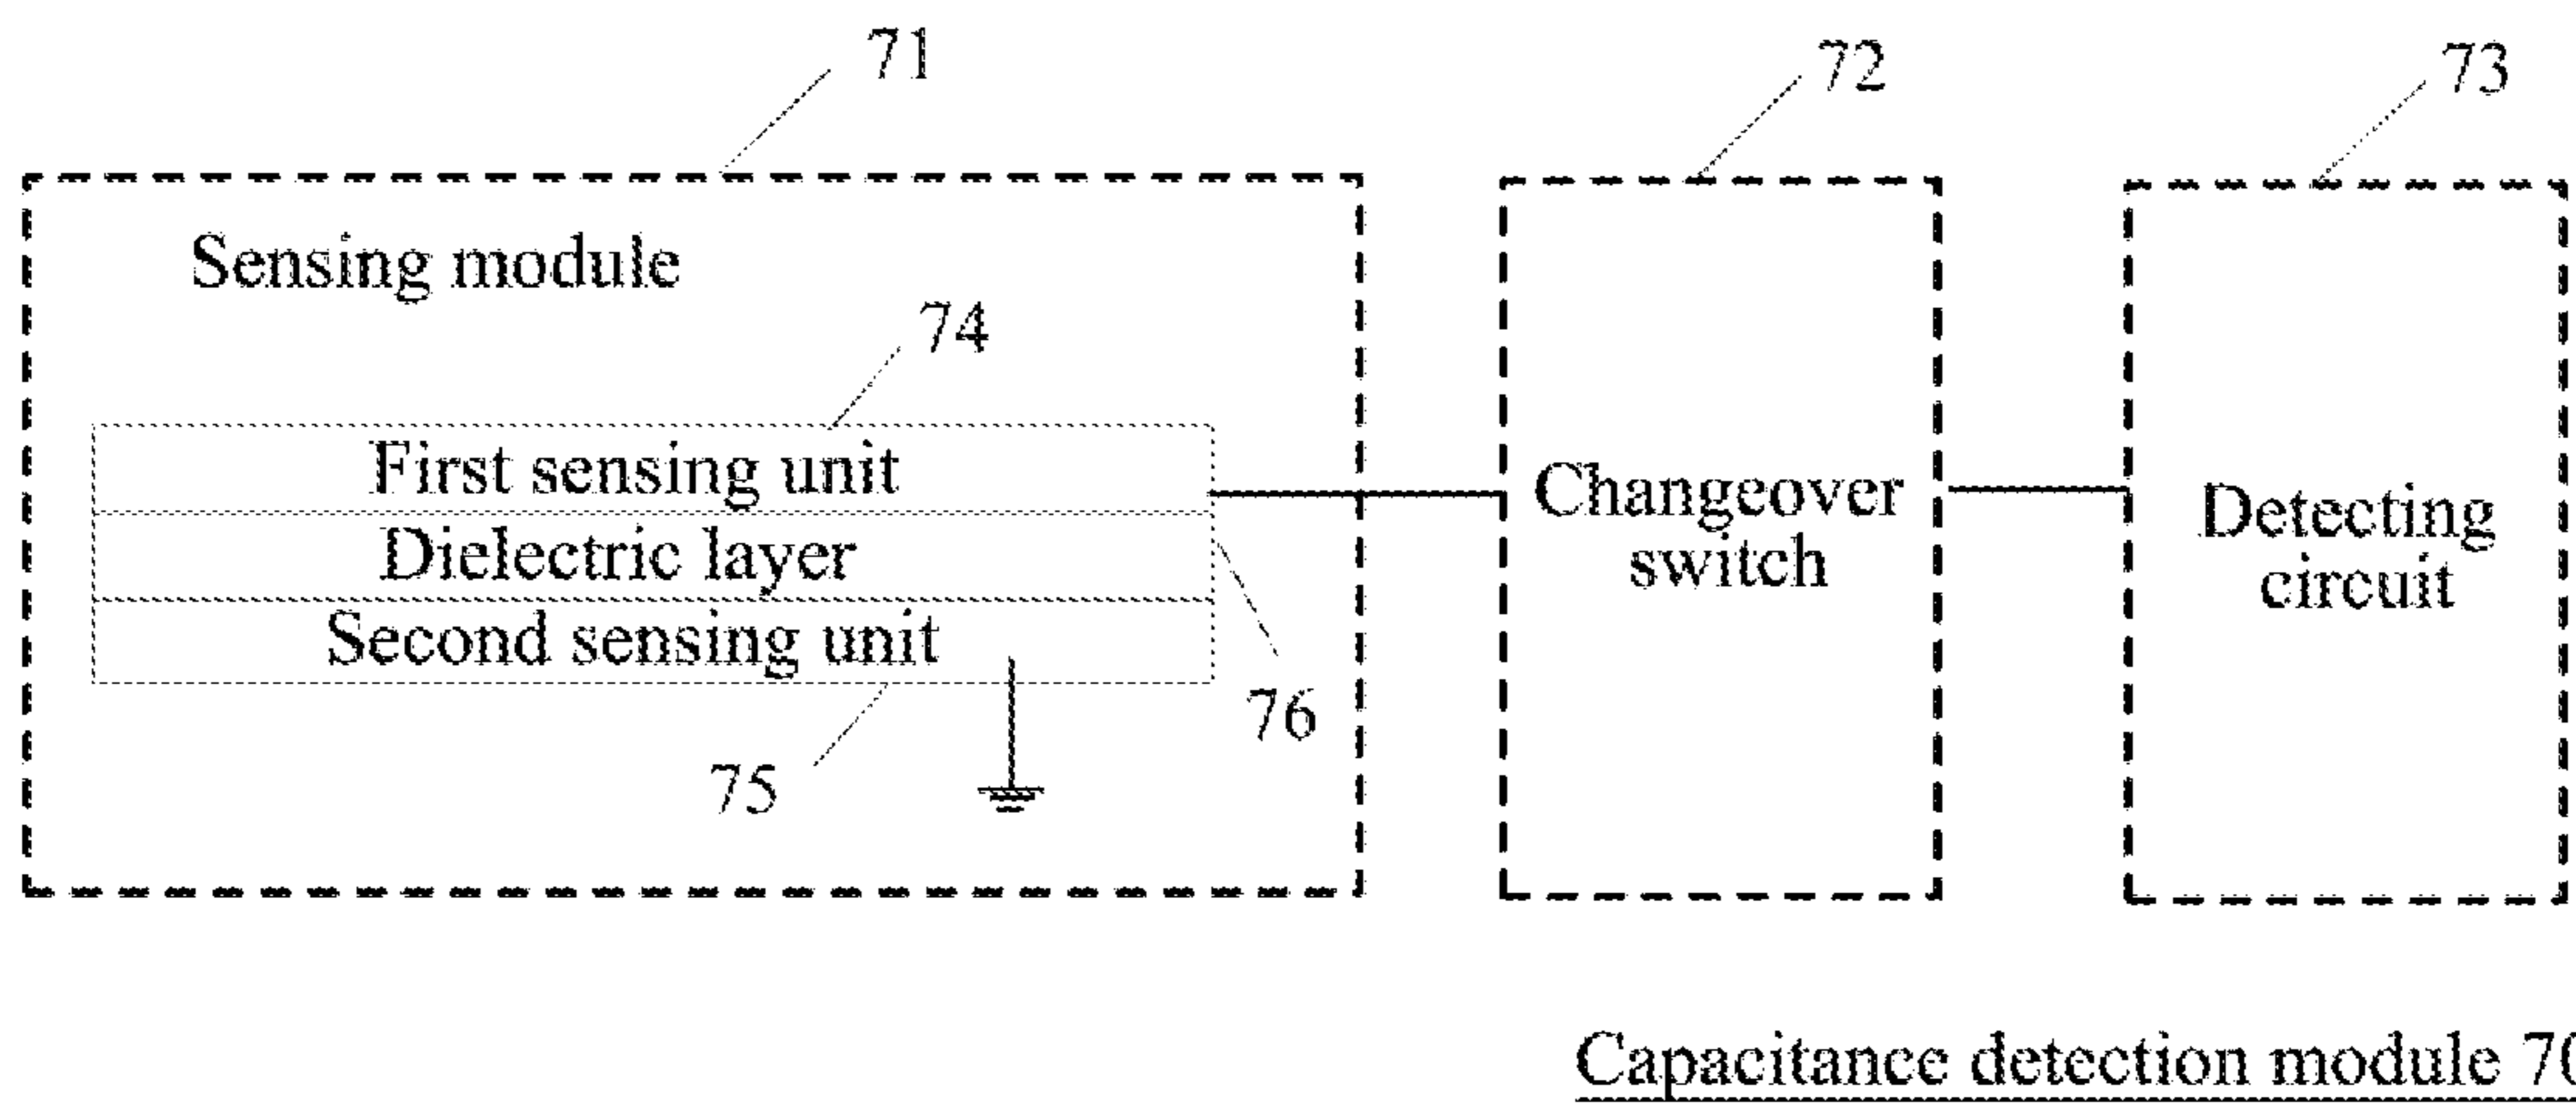 71
72
73
Sensing module
74
First sensing unit
Dielectric layer
Second sensing unit
76
75
Changeover
switch
Detecting
circuit
Capacitance detection module 70